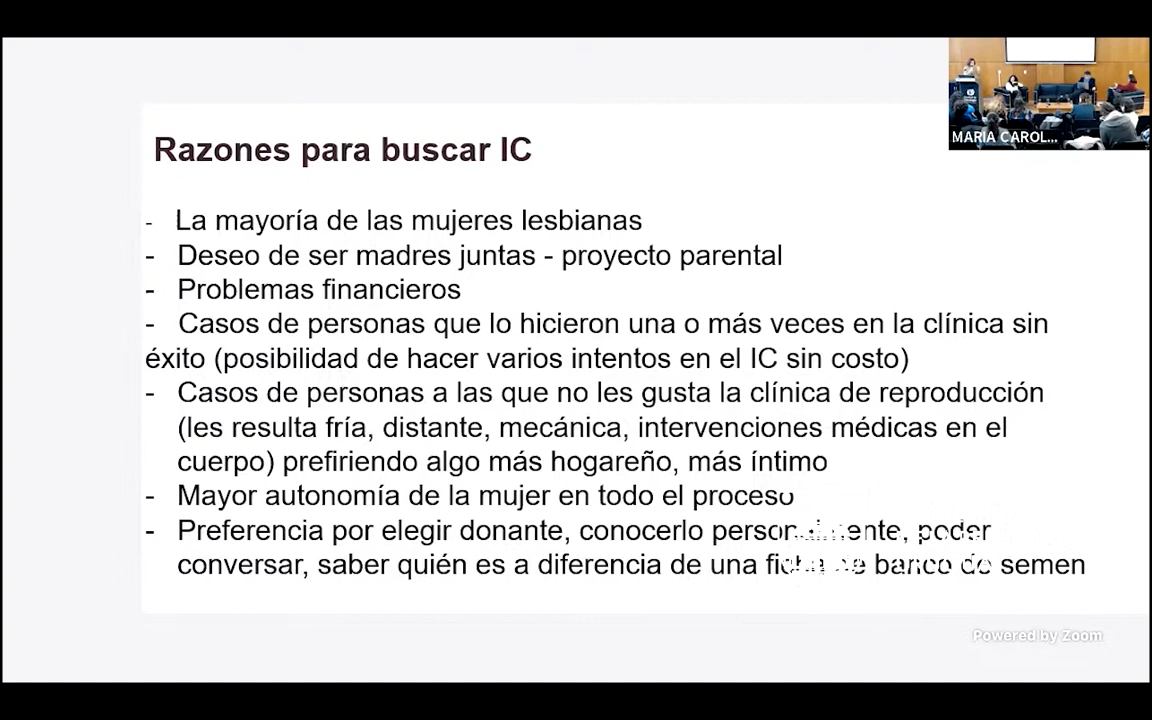 MARIA CAROL...
Razones para buscar IC
- La mayoría de las mujeres lesbianas
- Deseo de ser madres juntas - proyecto parental
- Problemas financieros
- Casos de personas que lo hicieron una o más veces en la clínica sin
éxito (posibilidad de hacer varios intentos en el IC sin costo)
- Casos de personas a las que no les gusta la clínica de reproducción
(les resulta fría, distante, mecánica, intervenciones médicas en el
cuerpo) prefiriendo algo más hogareño, más íntimo
- Mayor autonomía de la mujer en todo el proceso
- Preferencia por elegir donante, conocerlo personalmente, poder
conversar, saber quién es a diferencia de una ficha de banco de semen
Powered by Zoom